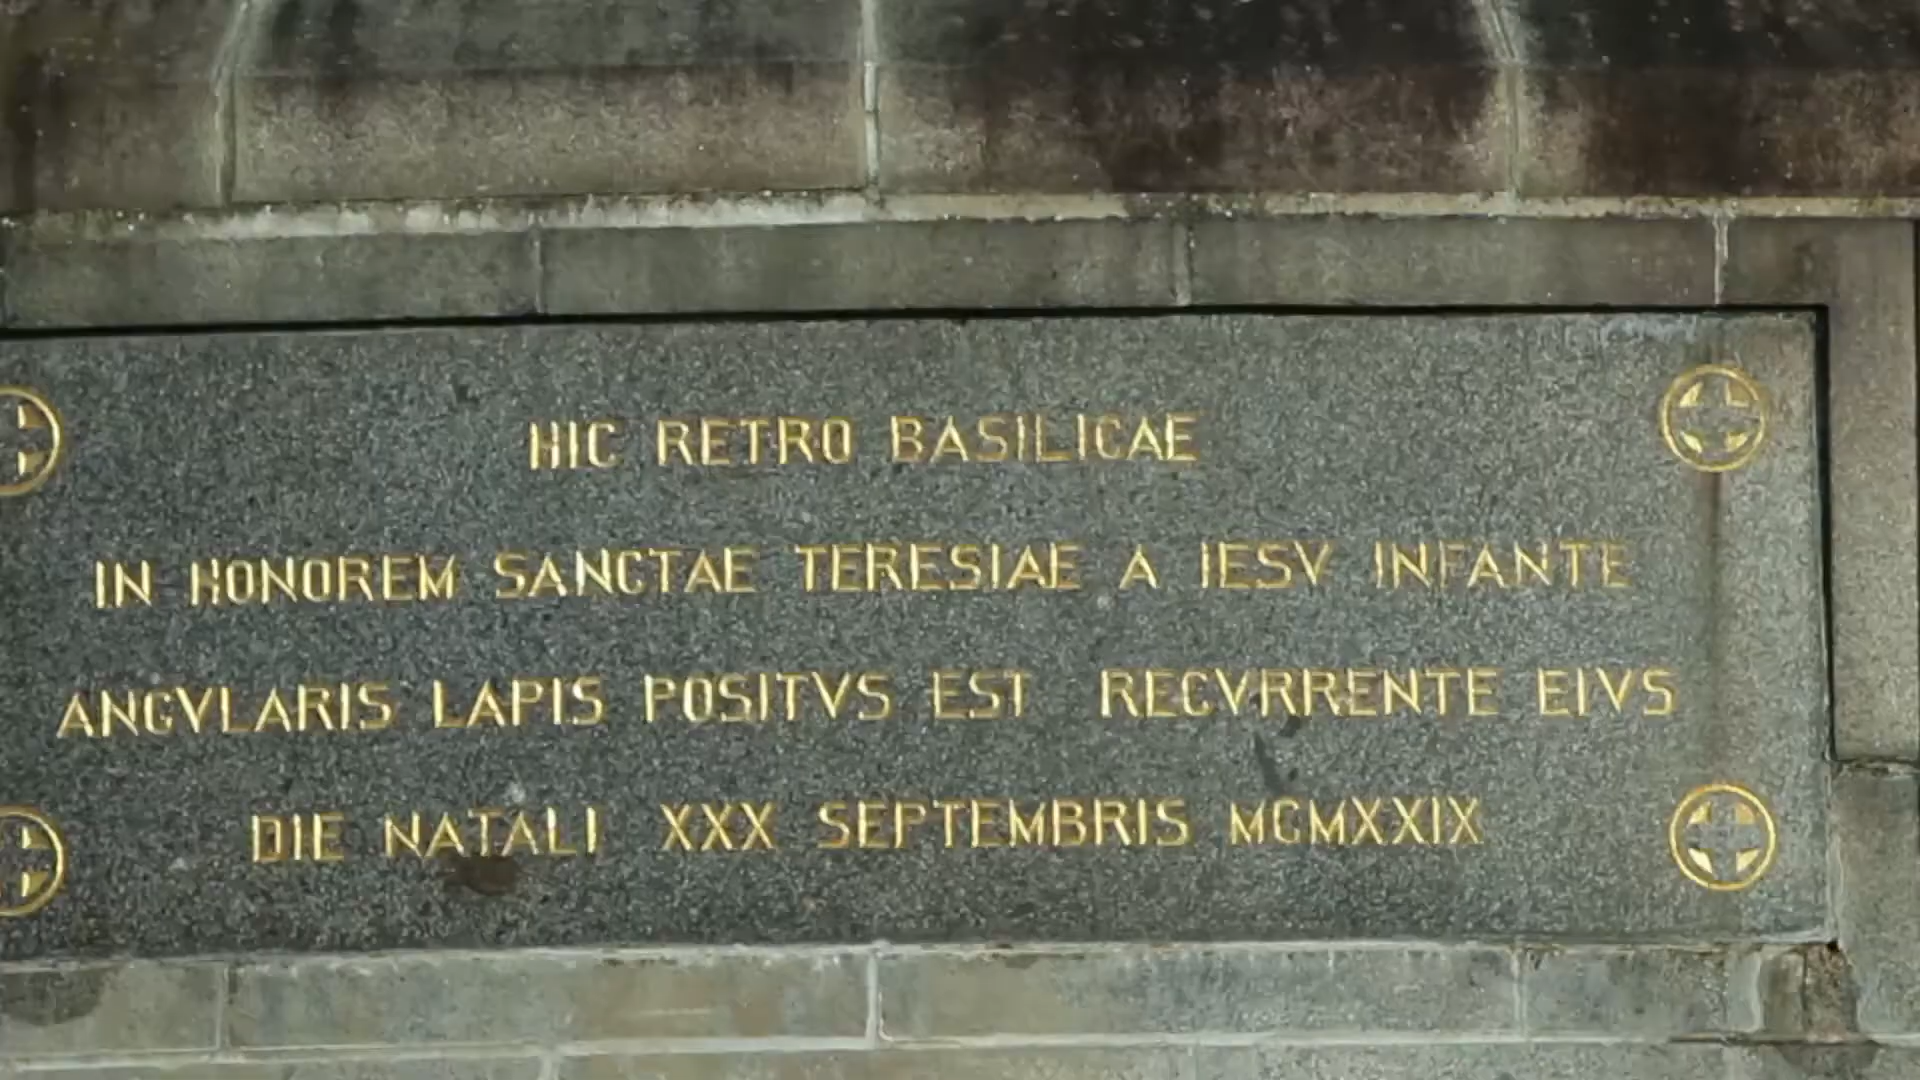 HIC RETRO BASILICAE
IN HONOREM SANCTAE TERESIAE A IESV INFANTE
ANGVLARIS LAPIS POSITVS EST RECVRRENTE EIVS
DIE NATALI XXX SEPTEMBRIS MCMXXIX